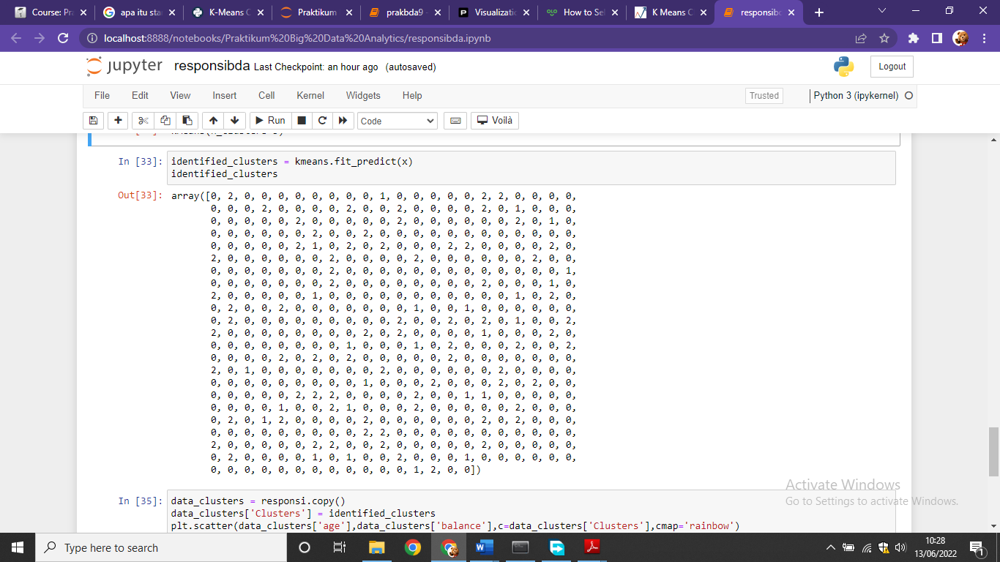 Course: Pra
apa itu star
K-Means C
Praktikum
prakbda9 -
Visualizatio
How to Sel
K Means C
responsibd
localhost:8888/notebooks/Praktikum%20Big%20Data%20Analytics/responsibda.ipynb
jupyter responsibda Last Checkpoint: an hour ago (autosaved)
Logout
File Edit View Insert Cell Kernel Widgets Help
Trusted
Python 3 (ipykernel)
Run
Code
Voilà
In [33]: identified_clusters = kmeans.fit_predict(x)
identified_clusters
Out[33]: array([0, 2, 0, 0, 0, 0, 0, 0, 0, 0, 1, 0, 0, 0, 0, 0, 2, 2, 0, 0, 0, 0,
0, 0, 0, 2, 0, 0, 0, 0, 2, 0, 0, 2, 0, 0, 0, 0, 2, 0, 1, 0, 0, 0,
0, 0, 0, 0, 0, 2, 0, 0, 0, 0, 0, 2, 0, 0, 0, 0, 0, 0, 2, 0, 1, 0,
0, 0, 0, 0, 0, 0, 2, 0, 0, 2, 0, 0, 0, 0, 0, 0, 0, 0, 0, 0, 0, 0,
0, 0, 0, 0, 0, 2, 1, 0, 2, 0, 2, 0, 0, 0, 2, 2, 0, 0, 0, 0, 2, 0,
2, 0, 0, 0, 0, 0, 0, 2, 0, 0, 0, 0, 2, 0, 0, 0, 0, 0, 0, 2, 0, 0,
0, 0, 0, 0, 0, 0, 0, 2, 0, 0, 0, 0, 0, 0, 0, 0, 0, 0, 0, 0, 0, 1,
0, 0, 0, 0, 0, 0, 0, 2, 0, 0, 0, 0, 0, 0, 0, 0, 2, 0, 0, 0, 1, 0,
2, 0, 0, 0, 0, 0, 1, 0, 0, 0, 0, 0, 0, 0, 0, 0, 0, 0, 1, 0, 2, 0,
0, 2, 0, 0, 2, 0, 0, 0, 0, 0, 0, 0, 1, 0, 0, 1, 0, 0, 0, 0, 0, 0,
0, 2, 0, 0, 0, 0, 0, 0, 0, 0, 0, 2, 0, 0, 2, 0, 2, 0, 1, 0, 0, 2,
2, 0, 0, 0, 0, 0, 0, 0, 0, 2, 0, 2, 0, 0, 0, 0, 1, 0, 0, 0, 2, 0,
0, 0, 0, 0, 0, 0, 0, 0, 1, 0, 0, 0, 1, 0, 2, 0, 0, 0, 2, 0, 0, 2,
0, 0, 0, 0, 2, 0, 2, 0, 2, 0, 0, 0, 0, 0, 2, 0, 0, 0, 0, 0, 0, 0,
2, 0, 1, 0, 0, 0, 0, 0, 0, 0, 2, 0, 0, 0, 0, 0, 0, 2, 0, 0, 0, 0,
0, 0, 0, 0, 0, 0, 0, 0, 0, 1, 0, 0, 0, 2, 0, 0, 0, 2, 0, 2, 0, 0,
0, 0, 0, 0, 0, 2, 2, 2, 0, 0, 0, 0, 2, 0, 0, 1, 1, 0, 0, 0, 0, 0,
0, 0, 0, 0, 1, 0, 0, 2, 1, 0, 0, 0, 2, 0, 0, 0, 0, 0, 2, 0, 0, 0,
0, 2, 0, 1, 2, 0, 0, 0, 0, 2, 0, 0, 0, 0, 0, 0, 2, 0, 2, 0, 0, 0,
0, 0, 0, 0, 0, 0, 0, 0, 0, 2, 2, 0, 0, 0, 0, 0, 0, 0, 0, 0, 0, 0,
2, 0, 0, 0, 0, 0, 2, 2, 0, 0, 2, 0, 0, 0, 0, 0, 2, 0, 0, 0, 0, 0,
0, 2, 0, 0, 0, 0, 1, 0, 1, 0, 0, 2, 0, 0, 0, 1, 0, 0, 0, 0, 0, 0,
0, 0, 0, 0, 0, 0, 0, 0, 0, 0, 0, 0, 1, 2, 0, 0])
In [35]: data_clusters = responsi.copy()
data_clusters['Clusters'] = identified_clusters
plt.scatter(data_clusters['age'],data_clusters['balance'],c=data_clusters['Clusters'],cmap='rainbow')
Activate Windows
Go to Settings to activate Windows.
Type here to search
10:28
13/06/2022
1